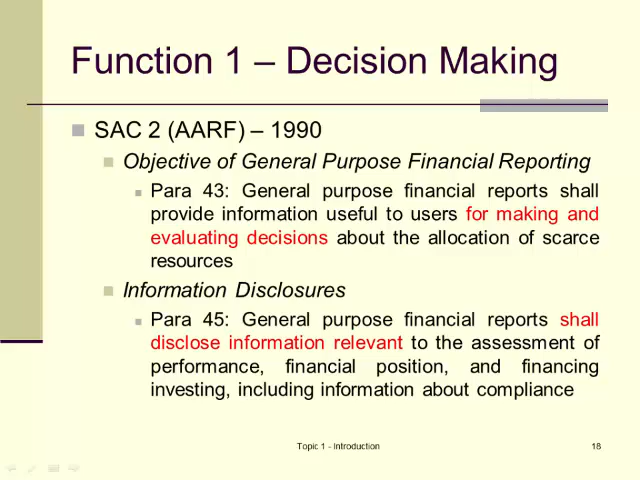 Function 1 – Decision Making
SAC 2 (AARF) – 1990
Objective of General Purpose Financial Reporting
Para 43: General purpose financial reports shall
provide information useful to users for making and
evaluating decisions about the allocation of scarce
resources
Information Disclosures
Para 45: General purpose financial reports shall
disclose information relevant to the assessment of
performance, financial position, and financing
investing, including information about compliance
Topic 1 - Introduction
18